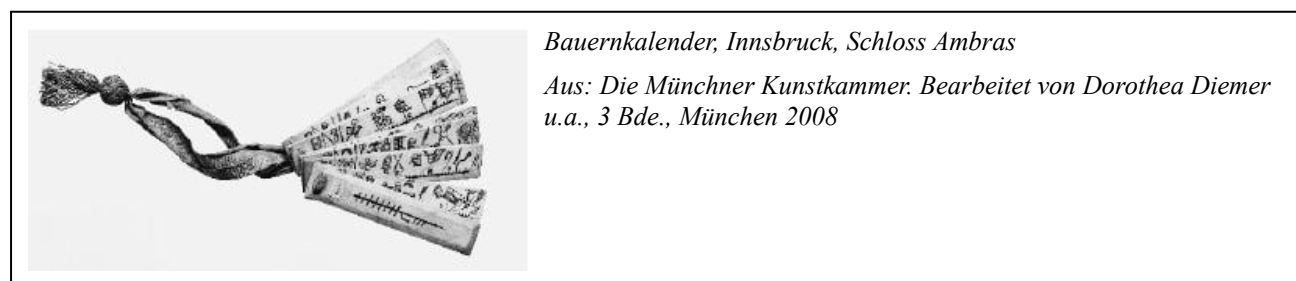 Bauernkalender, Innsbruck, Schloss Ambras
Aus: Die Münchner Kunstkammer. Bearbeitet von Dorothea Diemer
u.a., 3 Bde., München 2008